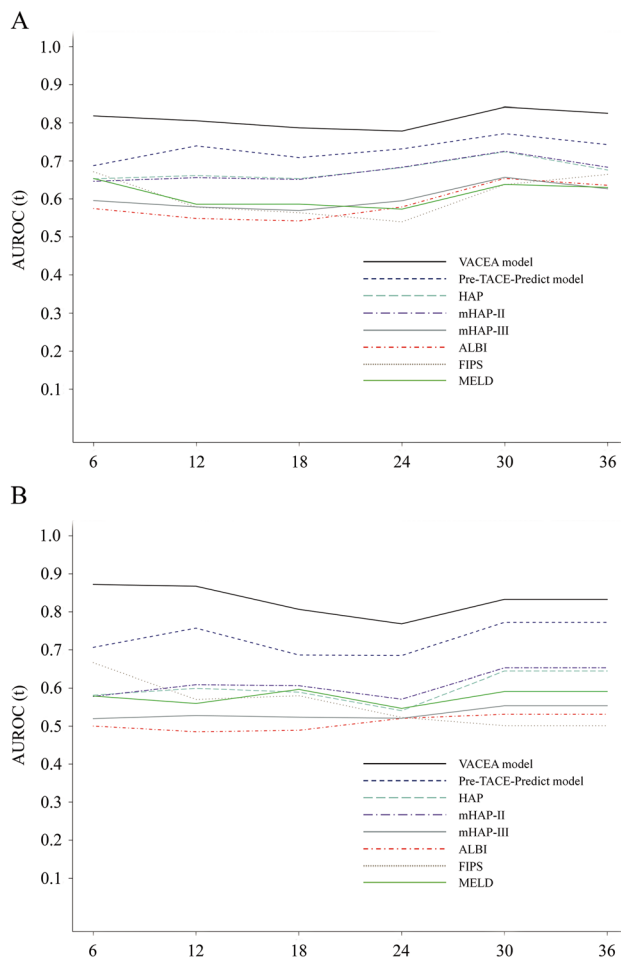 A
1.0
0.9
0.8
0.7
0.6
0.5
0.4
0.3
0.2
0.1
AUROC (t)
VACEA model
Pre-TACE-Predict model
HAP
mHAP-II
mHAP-III
ALBI
FIPS
MELD
6 12 18 24 30 36
B
1.0
0.9
0.8
0.7
0.6
0.5
0.4
0.3
0.2
0.1
AUROC (t)
VACEA model
Pre-TACE-Predict model
HAP
mHAP-II
mHAP-III
ALBI
FIPS
MELD
6 12 18 24 30 36